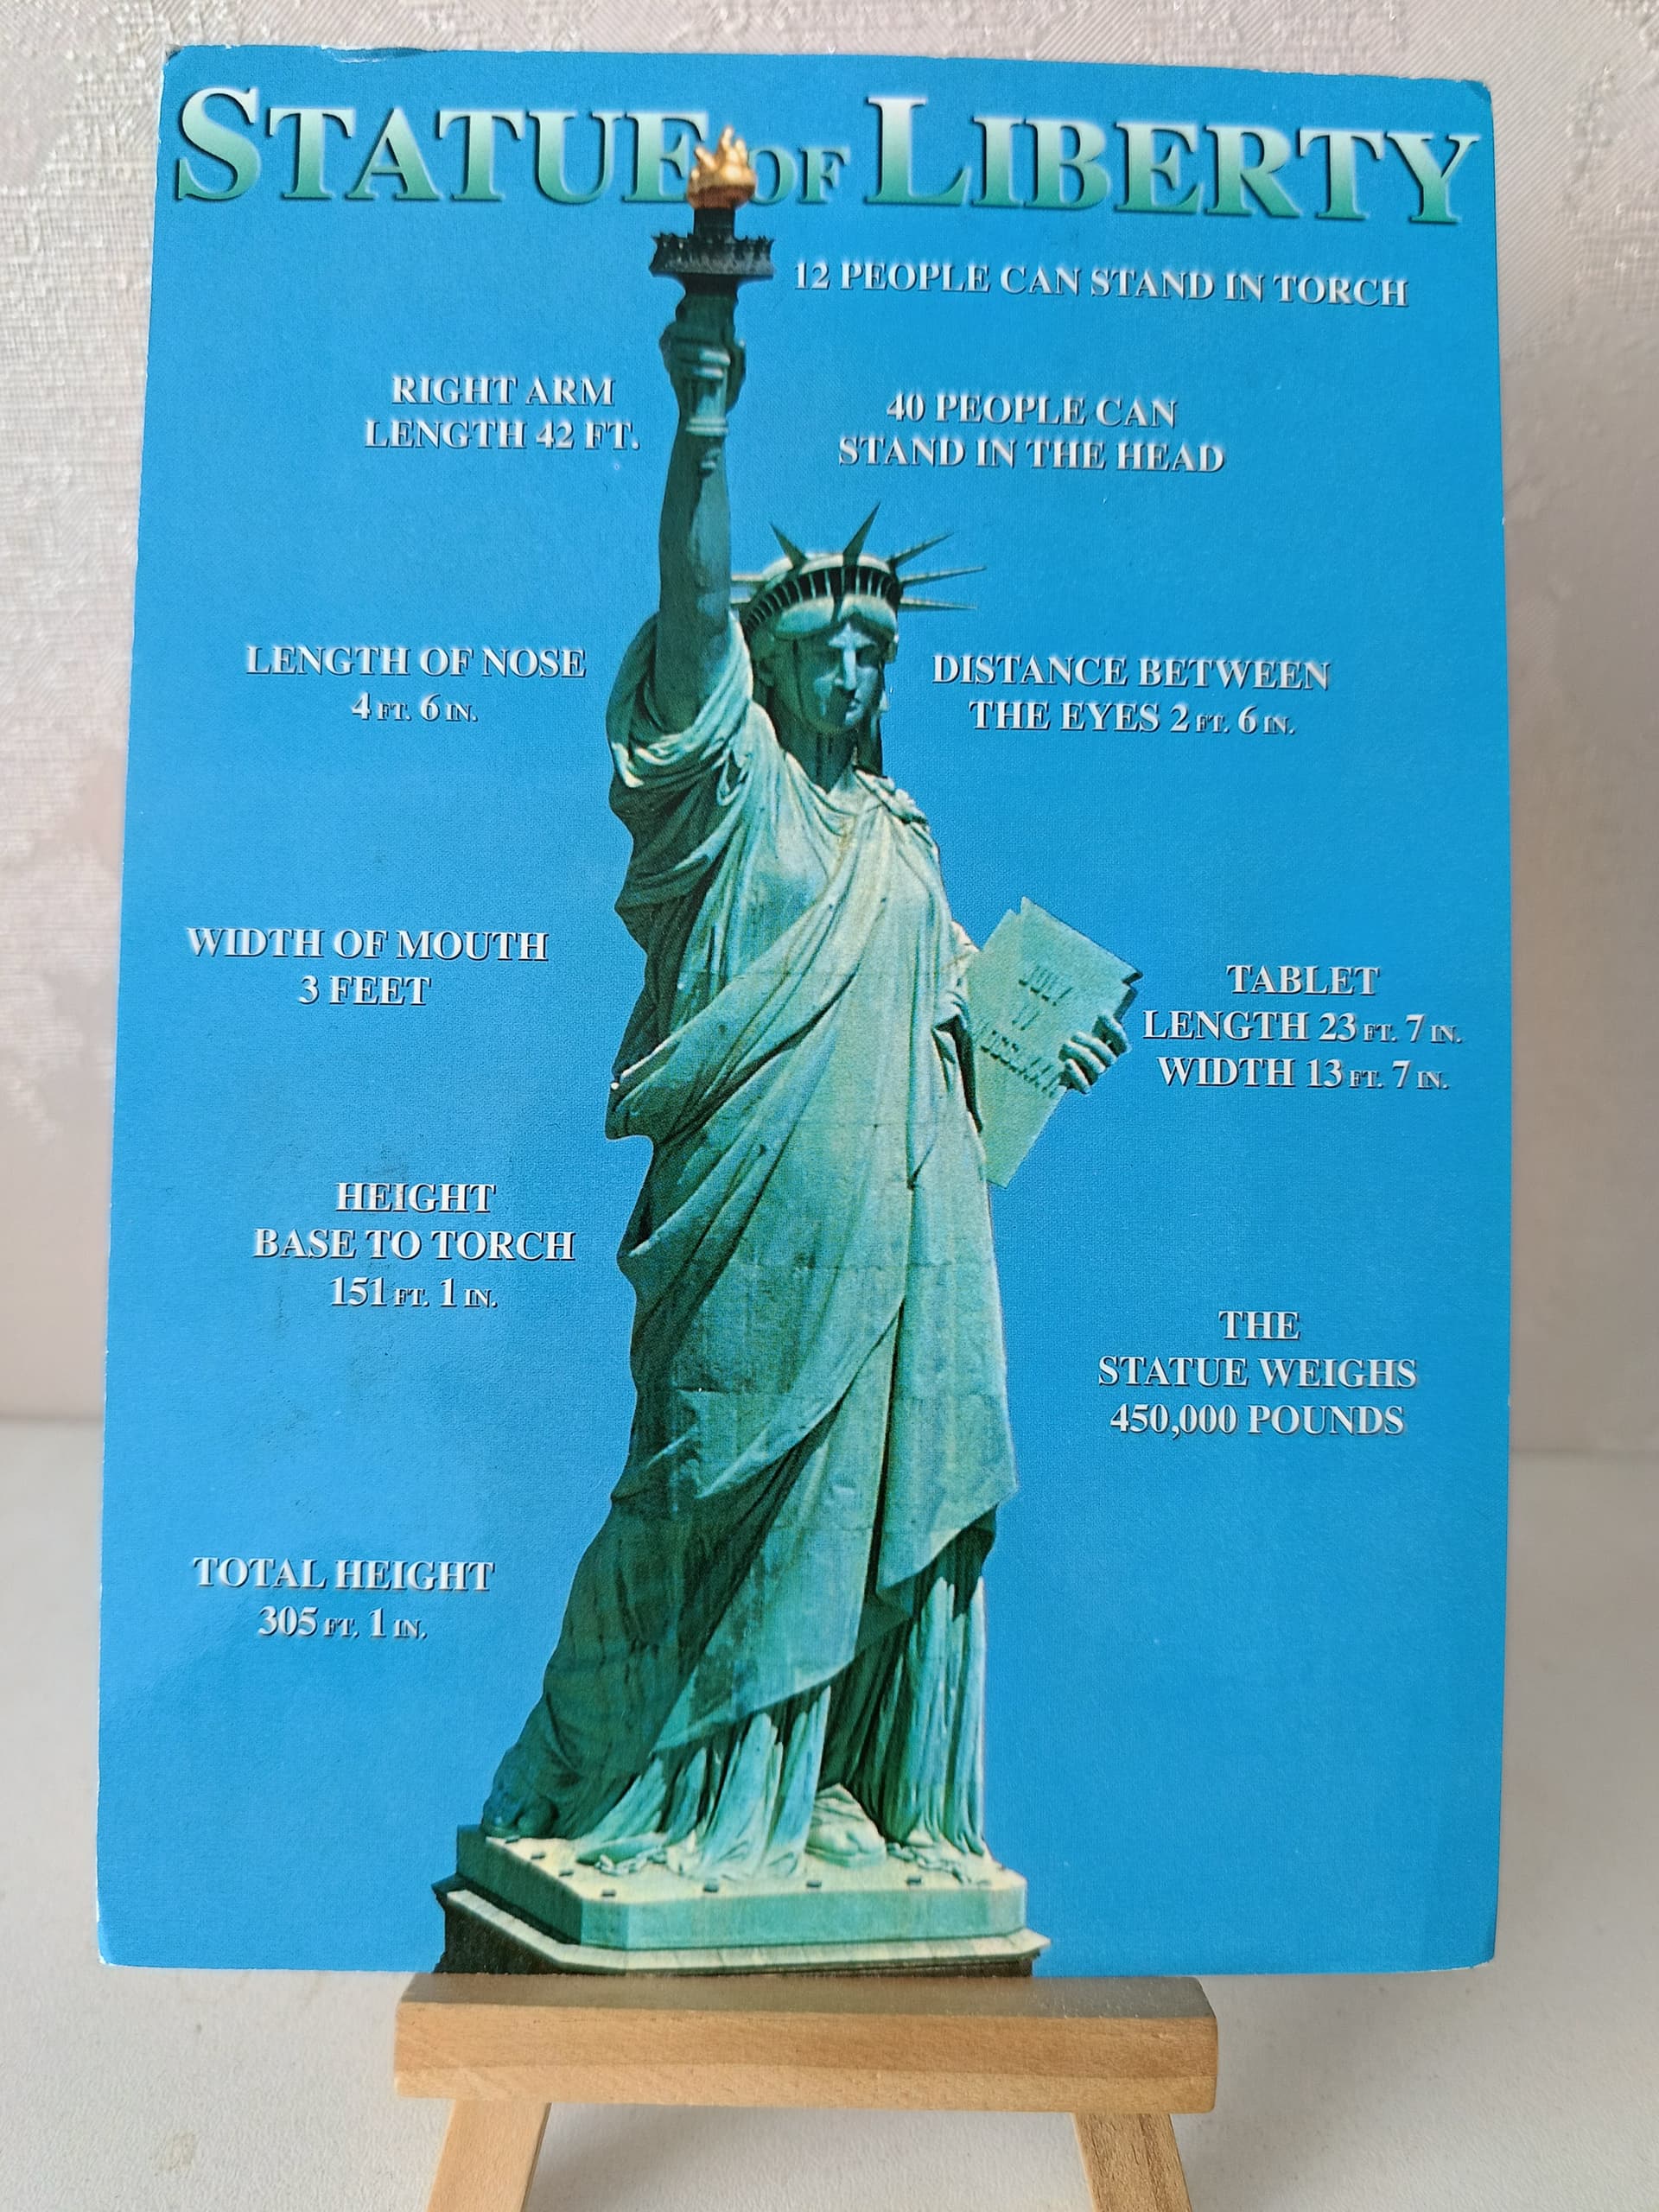 STATUE OF LIBERTY
12 PEOPLE CAN STAND IN TORCH
RIGHT ARM
LENGTH 42 FT.
40 PEOPLE CAN
STAND IN THE HEAD
LENGTH OF NOSE
4 FT. 6 IN.
DISTANCE BETWEEN
THE EYES 2 FT. 6 IN.
WIDTH OF MOUTH
3 FEET
TABLET
LENGTH 23 FT. 7 IN.
WIDTH 13 FT. 7 IN.
JULY
HEIGHT
BASE TO TORCH
151 FT. 1 IN.
THE
STATUE WEIGHS
450,000 POUNDS
TOTAL HEIGHT
305 FT. 1 IN.